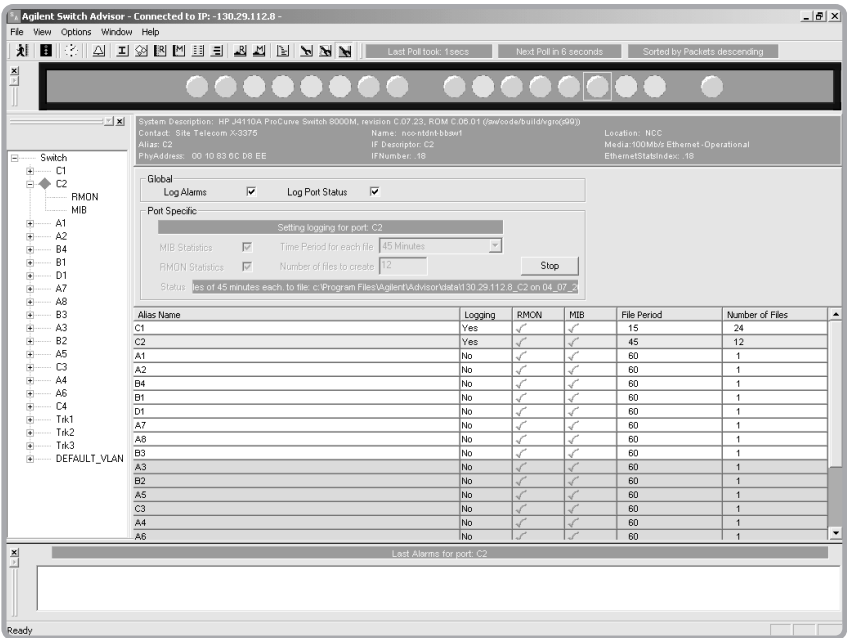 Agilent Switch Advisor - Connected to IP: -130.29.112.8 -
File View Options Window Help
Last Poll took: 1secs
Next Poll in 6 seconds
Sorted by Packets descending
System Description: HP J4110A ProCurve Switch 8000M, revision C.07.23, ROM C.05.01 (/sw/code/build/vgro(s99))
Contact: Site Telecom X-3375 Name: Location: NCC
Alias: C2 IF Descriptor: C2 Media:100Mb/s Ethernet-Operational
PhyAddress: 00 10 83 6C D8 EE IFNumber: .18 EthernetStatsIndex: .18
Switch
C1
C2
RMON
MIB
A1
A2
B4
B1
D1
A7
A8
B3
A3
B2
A5
C3
A4
A6
C4
Trk1
Trk2
Trk3
DEFAULT_VLAN
Global
Log Alarms Log Port Status
Port Specific
Setting logging for port: C2
MIB Statistics Time Period for each file 45 Minutes
RMON Statistics Number of files to create 12
Stop
Status les of 45 minutes each. to file: c:\Program Files\Agilent\Advisor\data\130.29.112.8_C2 on 04_07_2
Alias Name Logging RMON MIB File Period Number of Files
C1 Yes 15 24
C2 Yes 45 12
A1 No 60 1
A2 No 60 1
B4 No 60 1
B1 No 60 1
D1 No 60 1
A7 No 60 1
A8 No 60 1
B3 No 60 1
A3 No 60 1
B2 No 60 1
A5 No 60 1
C3 No 60 1
A4 No 60 1
A6 No 60 1
Last Alarms for port: C2
Ready